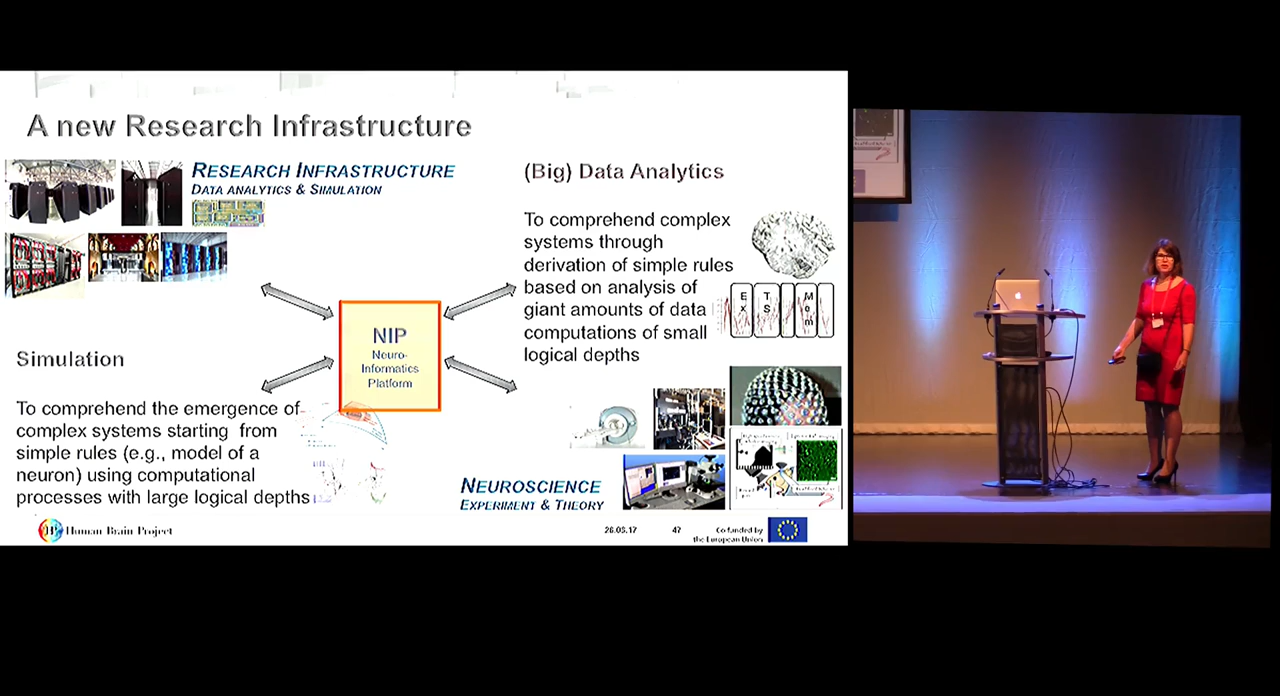 A new Research Infrastructure
RESEARCH INFRASTRUCTURE
DATA ANALYTICS & SIMULATION
(Big) Data Analytics
To comprehend complex
systems through
derivation of simple rules
based on analysis of
giant amounts of data
computations of small
logical depths
Ex
TS
Mom
NIP
Neuro-
Informatics
Platform
Simulation
To comprehend the emergence of
complex systems starting from
simple rules (e.g., model of a
neuron) using computational
processes with large logical depths
NEUROSCIENCE
EXPERIMENT & THEORY
Human Brain Project
47
Co funded by
the European Union